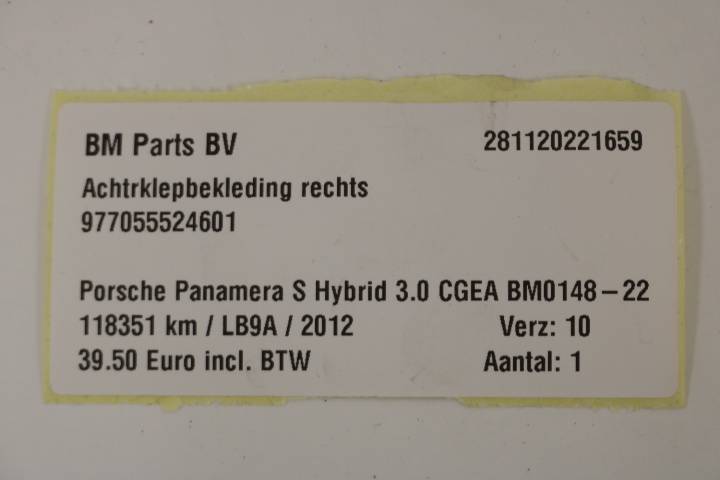 BM Parts BV 281120221659
Achtrklepbekleding rechts
977055524601
Porsche Panamera S Hybrid 3.0 CGEA BM0148-22
118351 km / LB9A / 2012 Verz: 10
39.50 Euro incl. BTW Aantal: 1